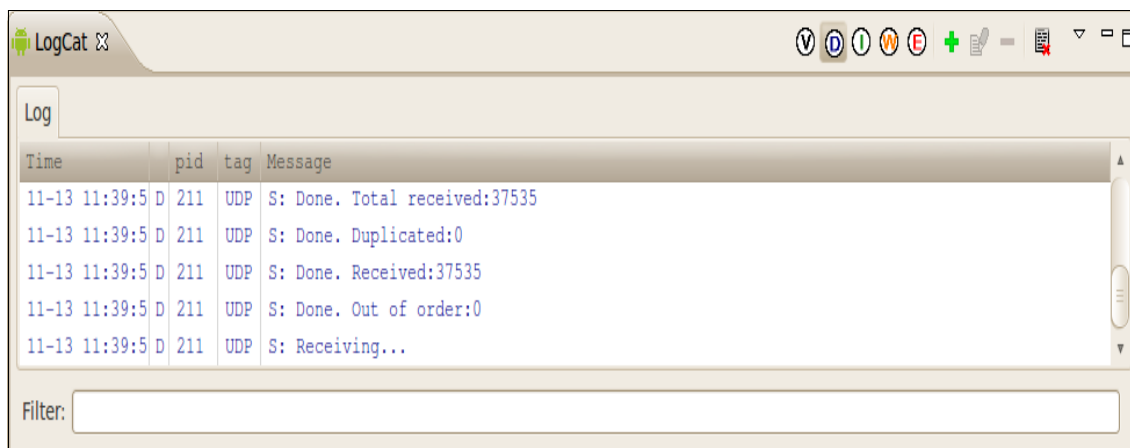 LogCat
V D I W E
Log
Time pid tag Message
11-13 11:39:5 D 211 UDP S: Done. Total received:37535
11-13 11:39:5 D 211 UDP S: Done. Duplicated:0
11-13 11:39:5 D 211 UDP S: Done. Received:37535
11-13 11:39:5 D 211 UDP S: Done. Out of order:0
11-13 11:39:5 D 211 UDP S: Receiving...
Filter: